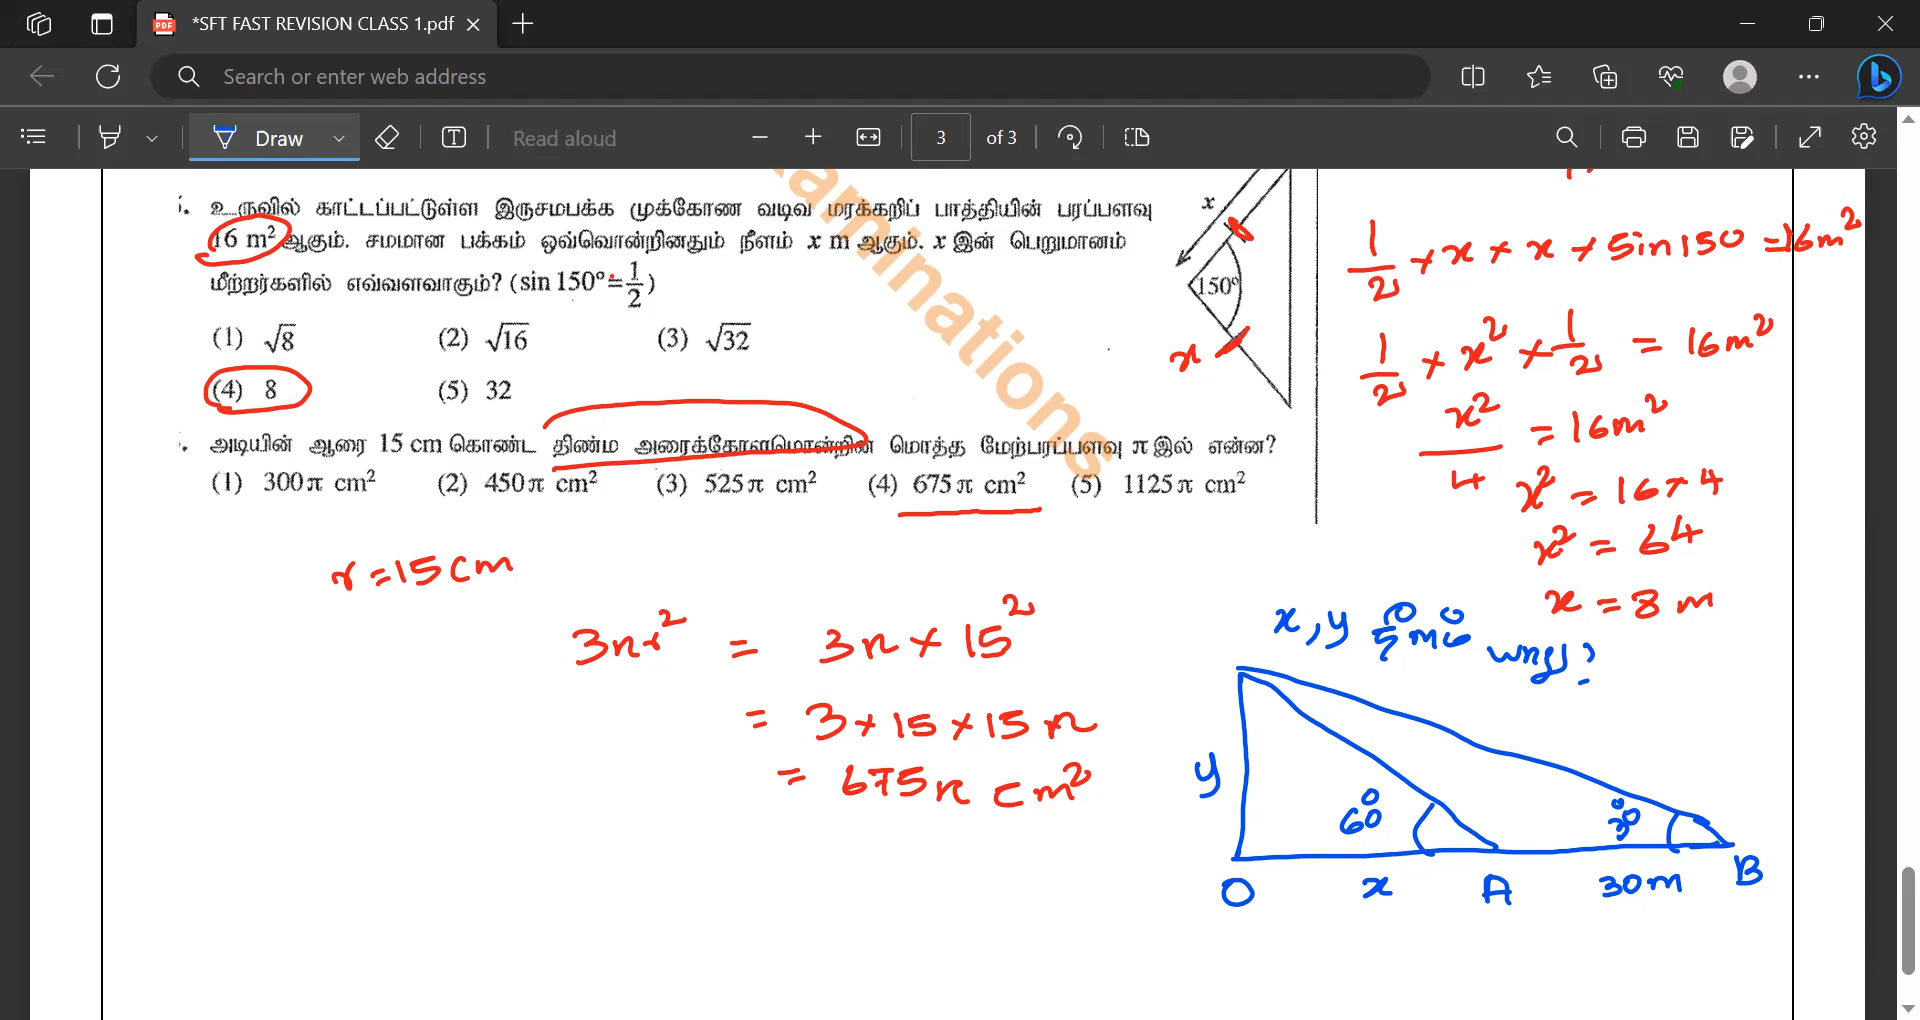 *SFT FAST REVISION CLASS 1.pdf
Search or enter web address
Draw
Read aloud
3 of 3
உருவில் காட்டப்பட்டுள்ள இருசமபக்க முக்கோண வடிவ மரக்கறிப் பாத்தியின் பரப்பளவு
16 m² ஆகும். சமமான பக்கம் ஒவ்வொன்றினதும் நீளம் x m ஆகும். x இன் பெறுமானம்
மீற்றர்களில் எவ்வளவாகும்? (sin 150° = 1/2)
(1) √8 (2) √16 (3) √32
(4) 8 (5) 32
x
150°
x
அடியின் ஆரை 15 cm கொண்ட திண்ம அரைக்கோளமொன்றின் மொத்த மேற்பரப்பளவு π இல் என்ன?
(1) 300π cm² (2) 450π cm² (3) 525π cm² (4) 675π cm² (5) 1125π cm²
aminations
1/2 × x × x × sin 150 = 16m²
1/2 × x² × 1/2 = 16m²
x²/4 = 16m²
x² = 16 × 4
x² = 64
x = 8 m
r = 15 cm
3πr² = 3π × 15²
= 3 × 15 × 15 π
= 675π cm²
x, y
y
60°
30°
O x A 30m B